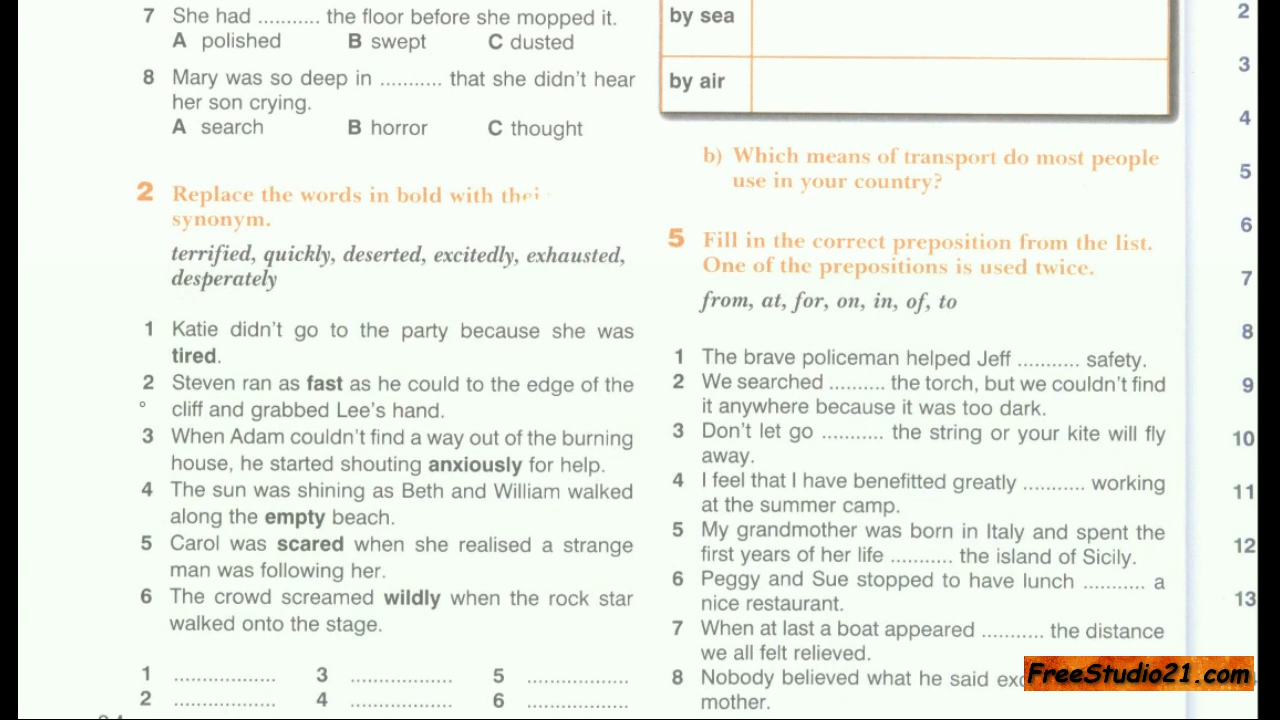 7 She had ........... the floor before she mopped it.
A polished B swept C dusted
8 Mary was so deep in ........... that she didn't hear
her son crying.
A search B horror C thought
2 Replace the words in bold with their
synonym.
terrified, quickly, deserted, excitedly, exhausted,
desperately
1 Katie didn't go to the party because she was
tired.
2 Steven ran as fast as he could to the edge of the
cliff and grabbed Lee's hand.
3 When Adam couldn't find a way out of the burning
house, he started shouting anxiously for help.
4 The sun was shining as Beth and William walked
along the empty beach.
5 Carol was scared when she realised a strange
man was following her.
6 The crowd screamed wildly when the rock star
walked onto the stage.
1 .................. 3 .................. 5 ..................
2 .................. 4 .................. 6 ..................
by sea
by air
b) Which means of transport do most people
use in your country?
5 Fill in the correct preposition from the list.
One of the prepositions is used twice.
from, at, for, on, in, of, to
1 The brave policeman helped Jeff ........... safety.
2 We searched .......... the torch, but we couldn't find
it anywhere because it was too dark.
3 Don't let go ........... the string or your kite will fly
away.
4 I feel that I have benefitted greatly ........... working
at the summer camp.
5 My grandmother was born in Italy and spent the
first years of her life ........... the island of Sicily.
6 Peggy and Sue stopped to have lunch ........... a
nice restaurant.
7 When at last a boat appeared ........... the distance
we all felt relieved.
8 Nobody believed what he said
mother.
2
3
4
5
6
7
8
9
10
11
12
13
FreeStudio21.com